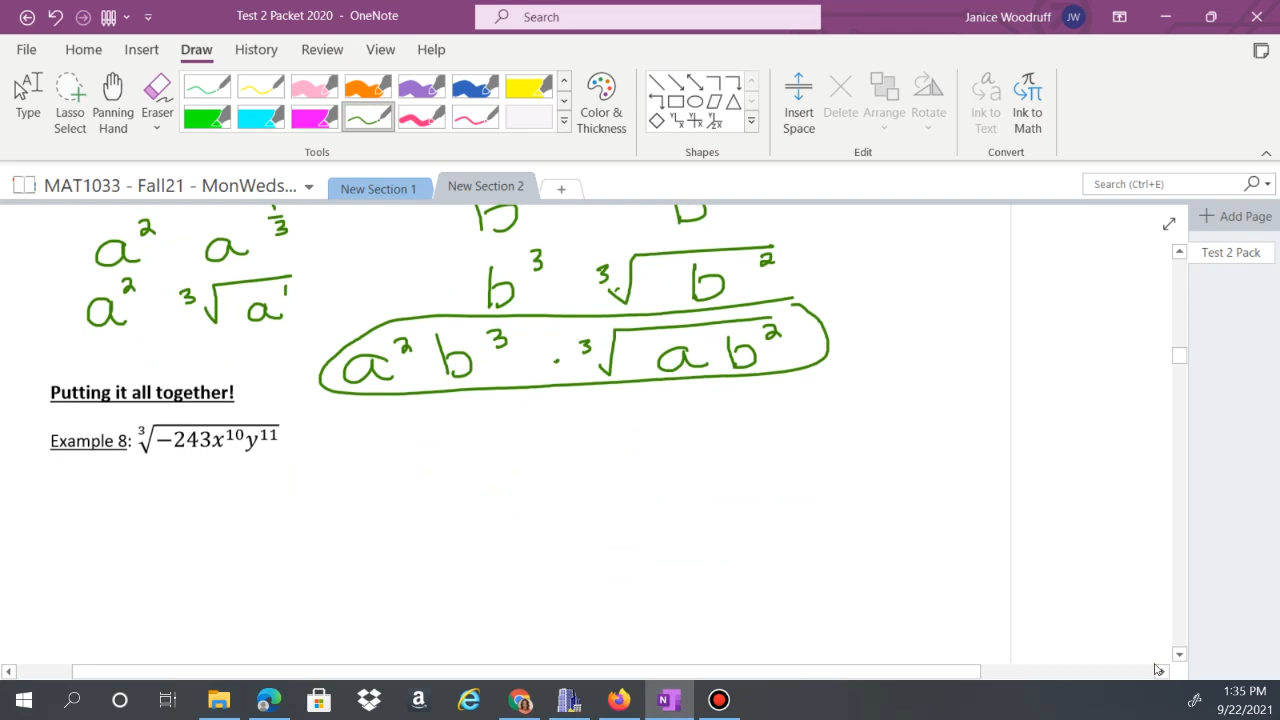 Test 2 Packet 2020 - OneNote
Search
Janice Woodruff JW
File Home Insert Draw History Review View Help
Type
Lasso Select
Panning Hand
Eraser
Color & Thickness
Insert Space
Delete
Arrange
Rotate
Ink to Text
Ink to Math
Tools
Shapes
Edit
Convert
MAT1033 - Fall21 - MonWeds...
New Section 1
New Section 2
Search (Ctrl+E)
Add Page
Test 2 Pack
a² a^(1/3)
b³ ∛(b²)
a² ∛(a¹)
a² b³ · ∛(a b²)
Putting it all together!
Example 8: ∛(−243x¹⁰y¹¹)
1:35 PM
9/22/2021